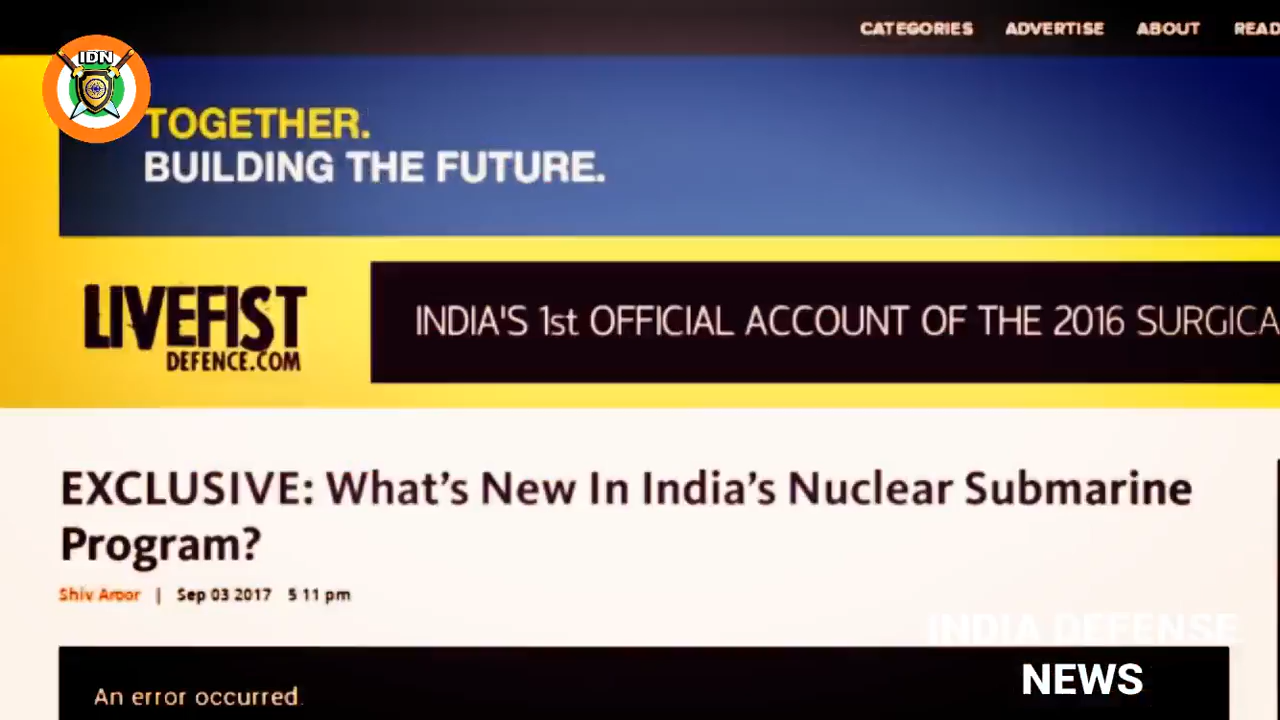 CATEGORIES ADVERTISE ABOUT READ
IDN
TOGETHER.
BUILDING THE FUTURE.
LIVEFIST
DEFENCE.COM
INDIA'S 1st OFFICIAL ACCOUNT OF THE 2016 SURGICA
EXCLUSIVE: What's New In India's Nuclear Submarine
Program?
Shiv Aroor | Sep 03 2017 5 11 pm
INDIA DEFENSE
NEWS
An error occurred.